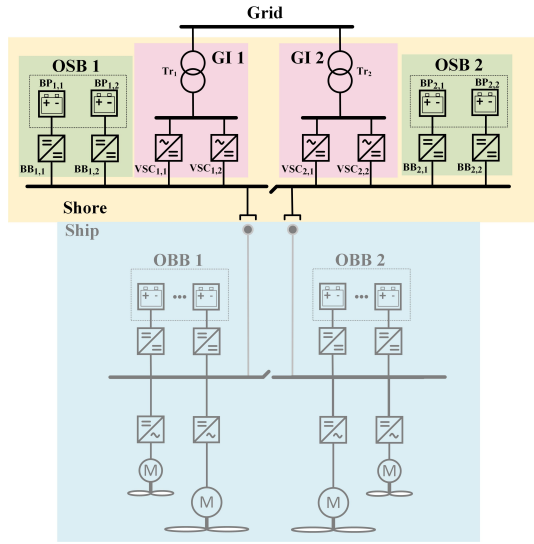 Grid
OSB 1
GI 1
GI 2
OSB 2
Tr1
Tr2
BP1,1
BP1,2
BP2,1
BP2,2
BB1,1
BB1,2
VSC1,1
VSC1,2
VSC2,1
VSC2,2
BB2,1
BB2,2
Shore
Ship
OBB 1
OBB 2
M
M
M
M